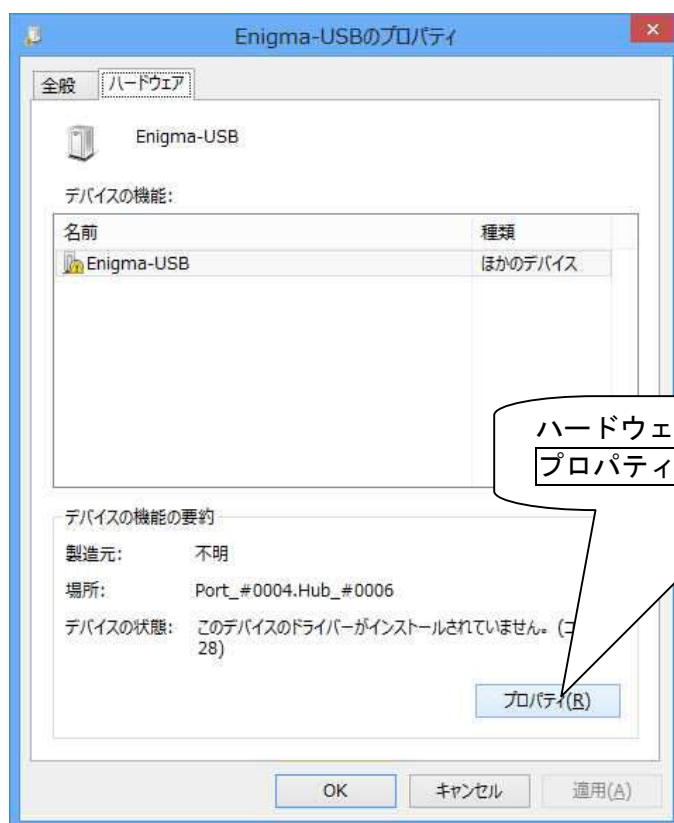 Enigma-USBのプロパティ
全般 ハードウェア
Enigma-USB
デバイスの機能:
名前 種類
Enigma-USB ほかのデバイス
ハードウェ
プロパティ
デバイスの機能の要約
製造元: 不明
場所: Port_#0004.Hub_#0006
デバイスの状態: このデバイスのドライバーがインストールされていません。(コ
28)
プロパティ(R)
OK キャンセル 適用(A)